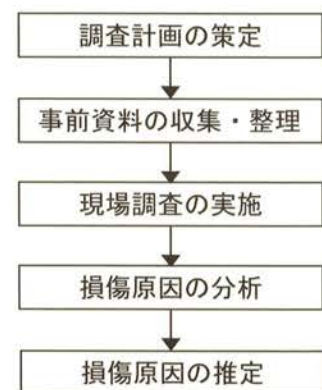 調査計画の策定
事前資料の収集・整理
現場調査の実施
損傷原因の分析
損傷原因の推定